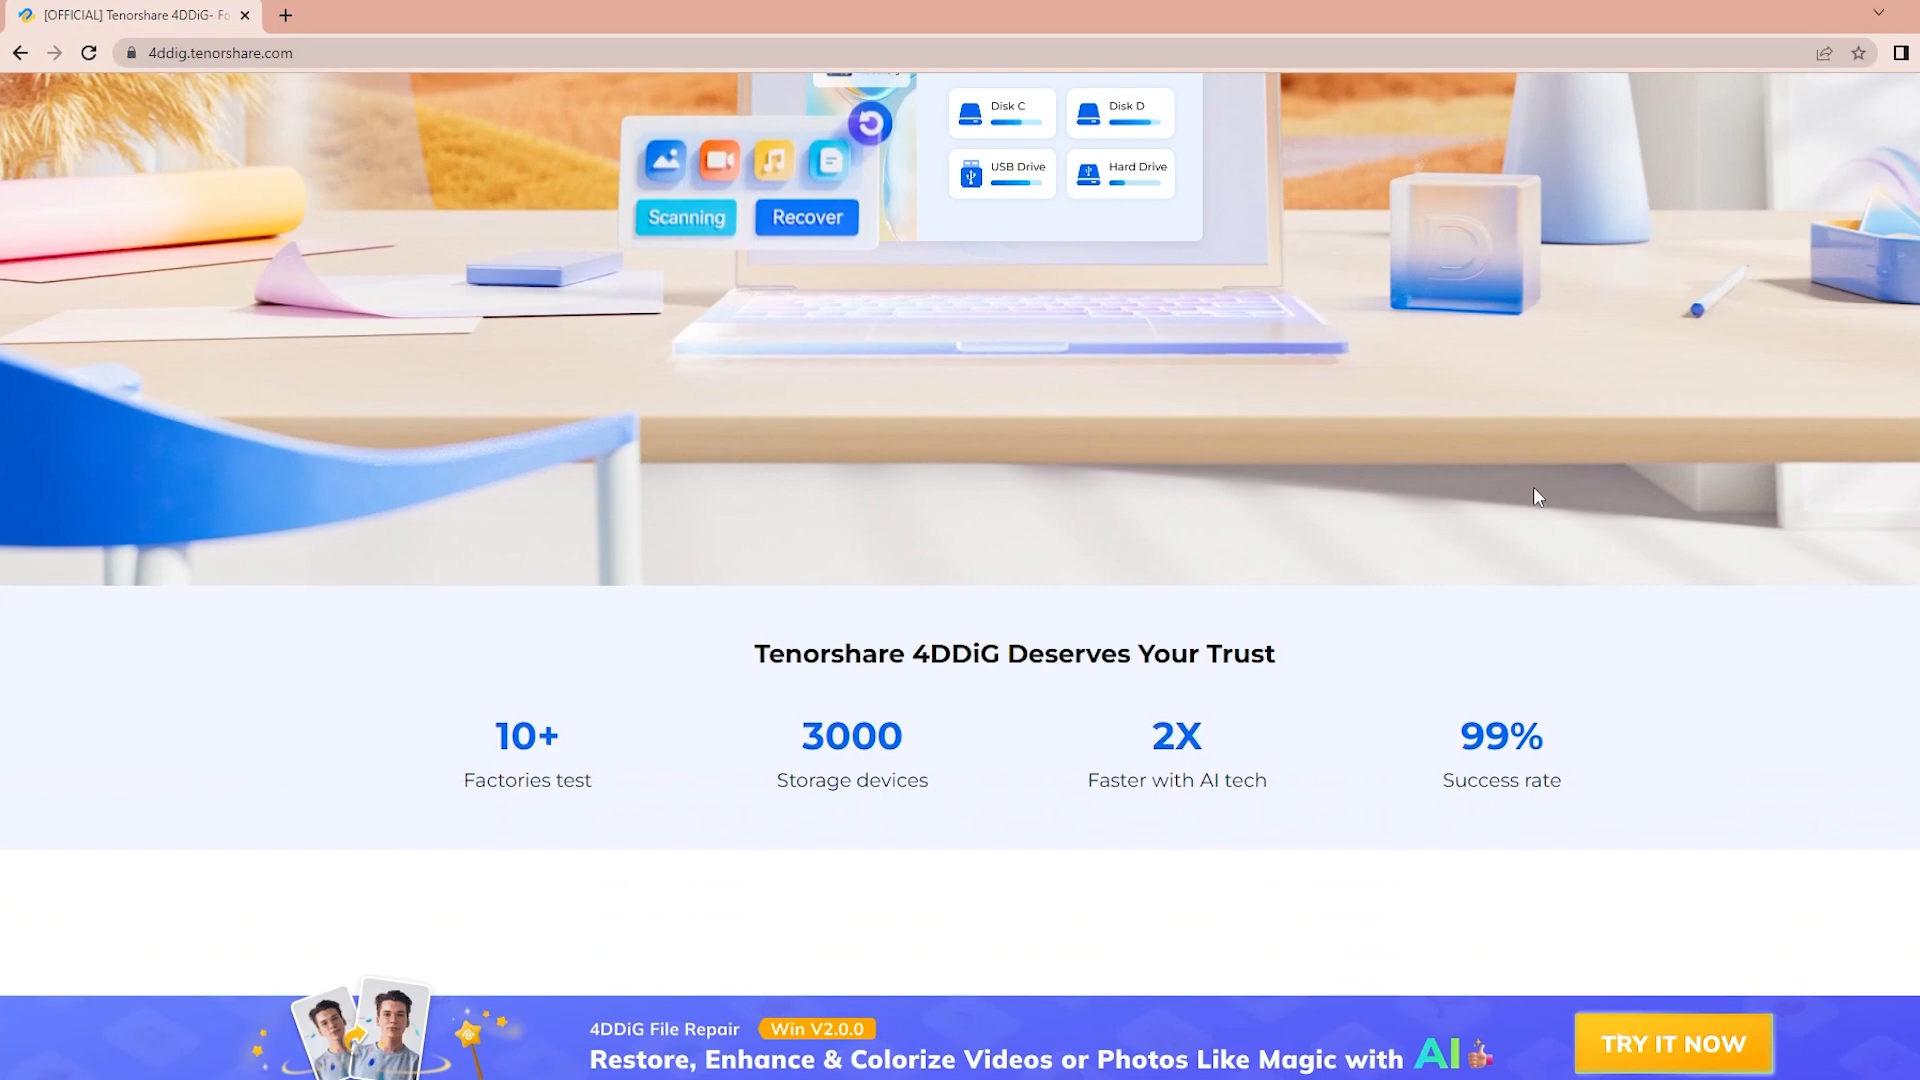 [OFFICIAL] Tenorshare 4DDiG- Fo
4ddig.tenorshare.com
Disk C
Disk D
USB Drive
Hard Drive
Scanning
Recover
D
Tenorshare 4DDiG Deserves Your Trust
10+
3000
2X
99%
Factories test
Storage devices
Faster with AI tech
Success rate
4DDiG File Repair
Win V2.0.0
Restore, Enhance & Colorize Videos or Photos Like Magic with AI
TRY IT NOW